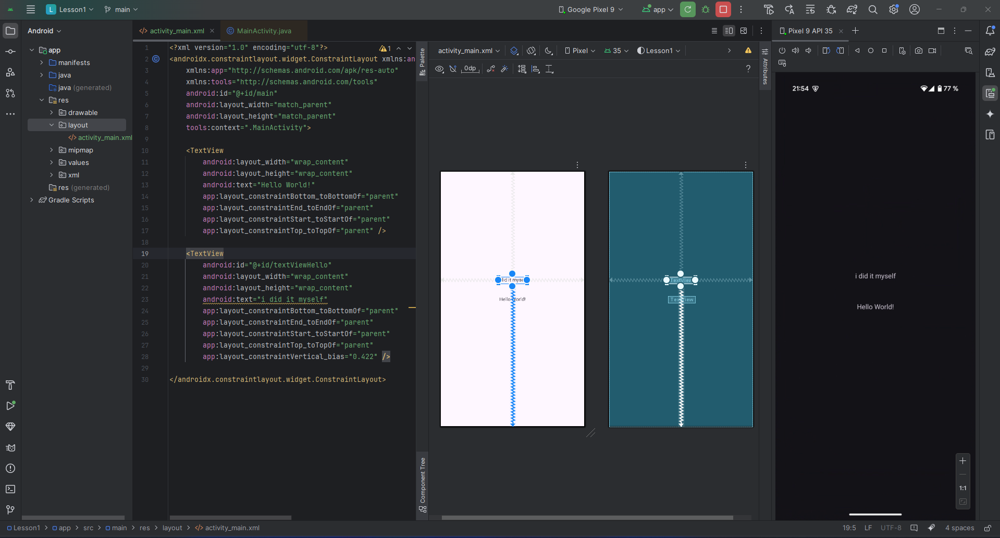 L Lesson1 main Google Pixel 9 app
Android activity_main.xml MainActivity.java Pixel 9 API 35
app
manifests
java
java (generated)
res
drawable
layout
activity_main.xml
mipmap
values
xml
res (generated)
Gradle Scripts
1 <?xml version="1.0" encoding="utf-8"?> 1
2 <androidx.constraintlayout.widget.ConstraintLayout xmlns:an
3 xmlns:app="http://schemas.android.com/apk/res-auto"
4 xmlns:tools="http://schemas.android.com/tools"
5 android:id="@+id/main"
6 android:layout_width="match_parent"
7 android:layout_height="match_parent"
8 tools:context=".MainActivity">
9
10 <TextView
11 android:layout_width="wrap_content"
12 android:layout_height="wrap_content"
13 android:text="Hello World!"
14 app:layout_constraintBottom_toBottomOf="parent"
15 app:layout_constraintEnd_toEndOf="parent"
16 app:layout_constraintStart_toStartOf="parent"
17 app:layout_constraintTop_toTopOf="parent" />
18
19 <TextView
20 android:id="@+id/textViewHello"
21 android:layout_width="wrap_content"
22 android:layout_height="wrap_content"
23 android:text="i did it myself"
24 app:layout_constraintBottom_toBottomOf="parent"
25 app:layout_constraintEnd_toEndOf="parent"
26 app:layout_constraintStart_toStartOf="parent"
27 app:layout_constraintTop_toTopOf="parent"
28 app:layout_constraintVertical_bias="0.422" />
29
30 </androidx.constraintlayout.widget.ConstraintLayout>
Palette
Component Tree
activity_main.xml Pixel 35 Lesson1
0dp ?
Attributes
did it myse
Hello World!
TextView
TextView
21:54 77 %
i did it myself
Hello World!
1:1
Lesson1 > app > src > main > res > layout > activity_main.xml 19:5 LF UTF-8 4 spaces